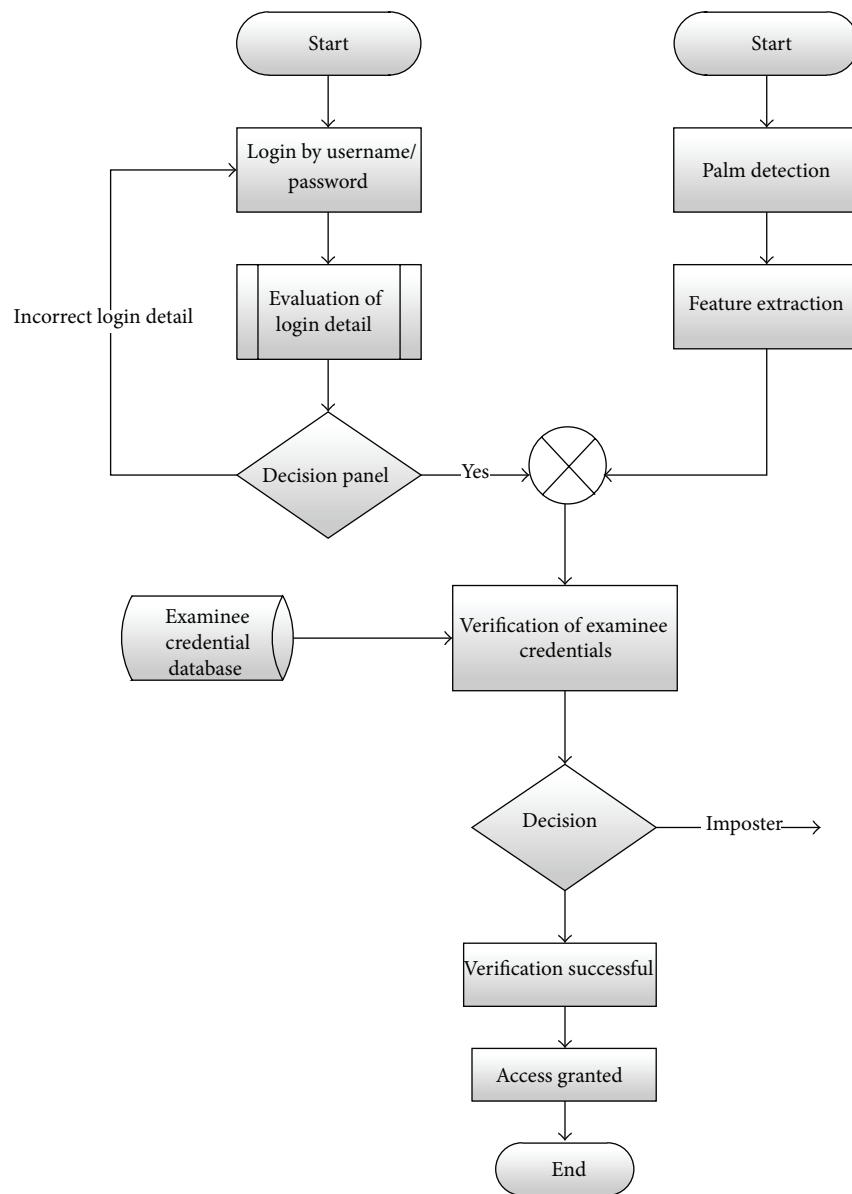 Start
Start
Login by username/
password
Palm detection
Evaluation of
login detail
Feature extraction
Incorrect login detail
Decision panel
Yes
Examinee
credential
database
Verification of examinee
credentials
Decision
Imposter
Verification successful
Access granted
End